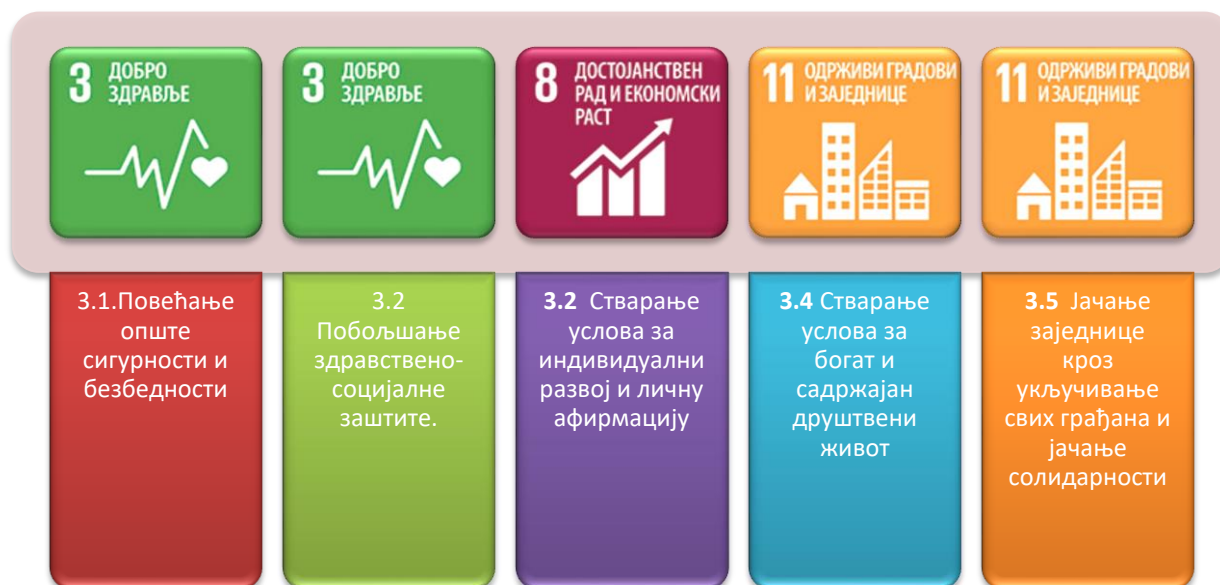 3 ДОБРО
ЗДРАВЉЕ
3 ДОБРО
ЗДРАВЉЕ
8 ДОСТОЈАНСТВЕН
РАД И ЕКОНОМСКИ
РАСТ
11 ОДРЖИВИ ГРАДОВИ
И ЗАЈЕДНИЦЕ
11 ОДРЖИВИ ГРАДОВИ
И ЗАЈЕДНИЦЕ
3.1.Повећање
опште
сигурности и
безбедности
3.2
Побољшање
здравствено-
социјалне
заштите.
3.2 Стварање
услова за
индивидуални
развој и личну
афирмацију
3.4 Стварање
услова за
богат и
садржајан
друштвени
живот
3.5 Јачање
заједнице
кроз
укључивање
свих грађана и
јачање
солидарности